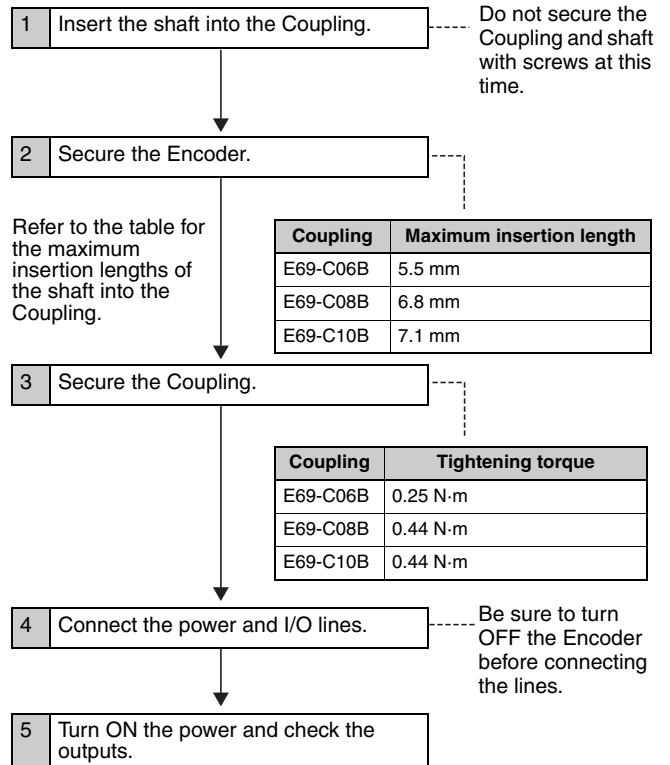 1 Insert the shaft into the Coupling.
Do not secure the
Coupling and shaft
with screws at this
time.
2 Secure the Encoder.
Refer to the table for
the maximum
insertion lengths of
the shaft into the
Coupling.
Coupling Maximum insertion length
E69-C06B 5.5 mm
E69-C08B 6.8 mm
E69-C10B 7.1 mm
3 Secure the Coupling.
Coupling Tightening torque
E69-C06B 0.25 N·m
E69-C08B 0.44 N·m
E69-C10B 0.44 N·m
4 Connect the power and I/O lines.
Be sure to turn
OFF the Encoder
before connecting
the lines.
5 Turn ON the power and check the
outputs.